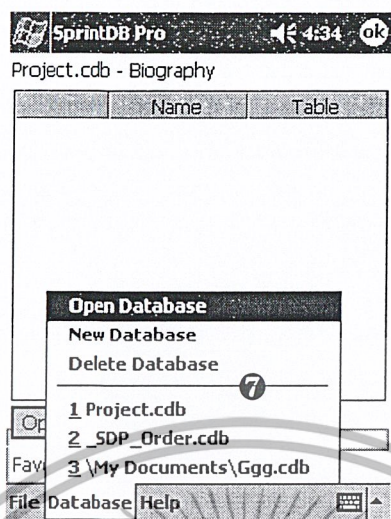 SprintDB Pro 4:34 ok
Project.cdb - Biography
Name Table
Open Database
New Database
Delete Database
7
1 Project.cdb
Op
2 _SDP_Order.cdb
Fav
3 \My Documents\Ggg.cdb
File Database Help